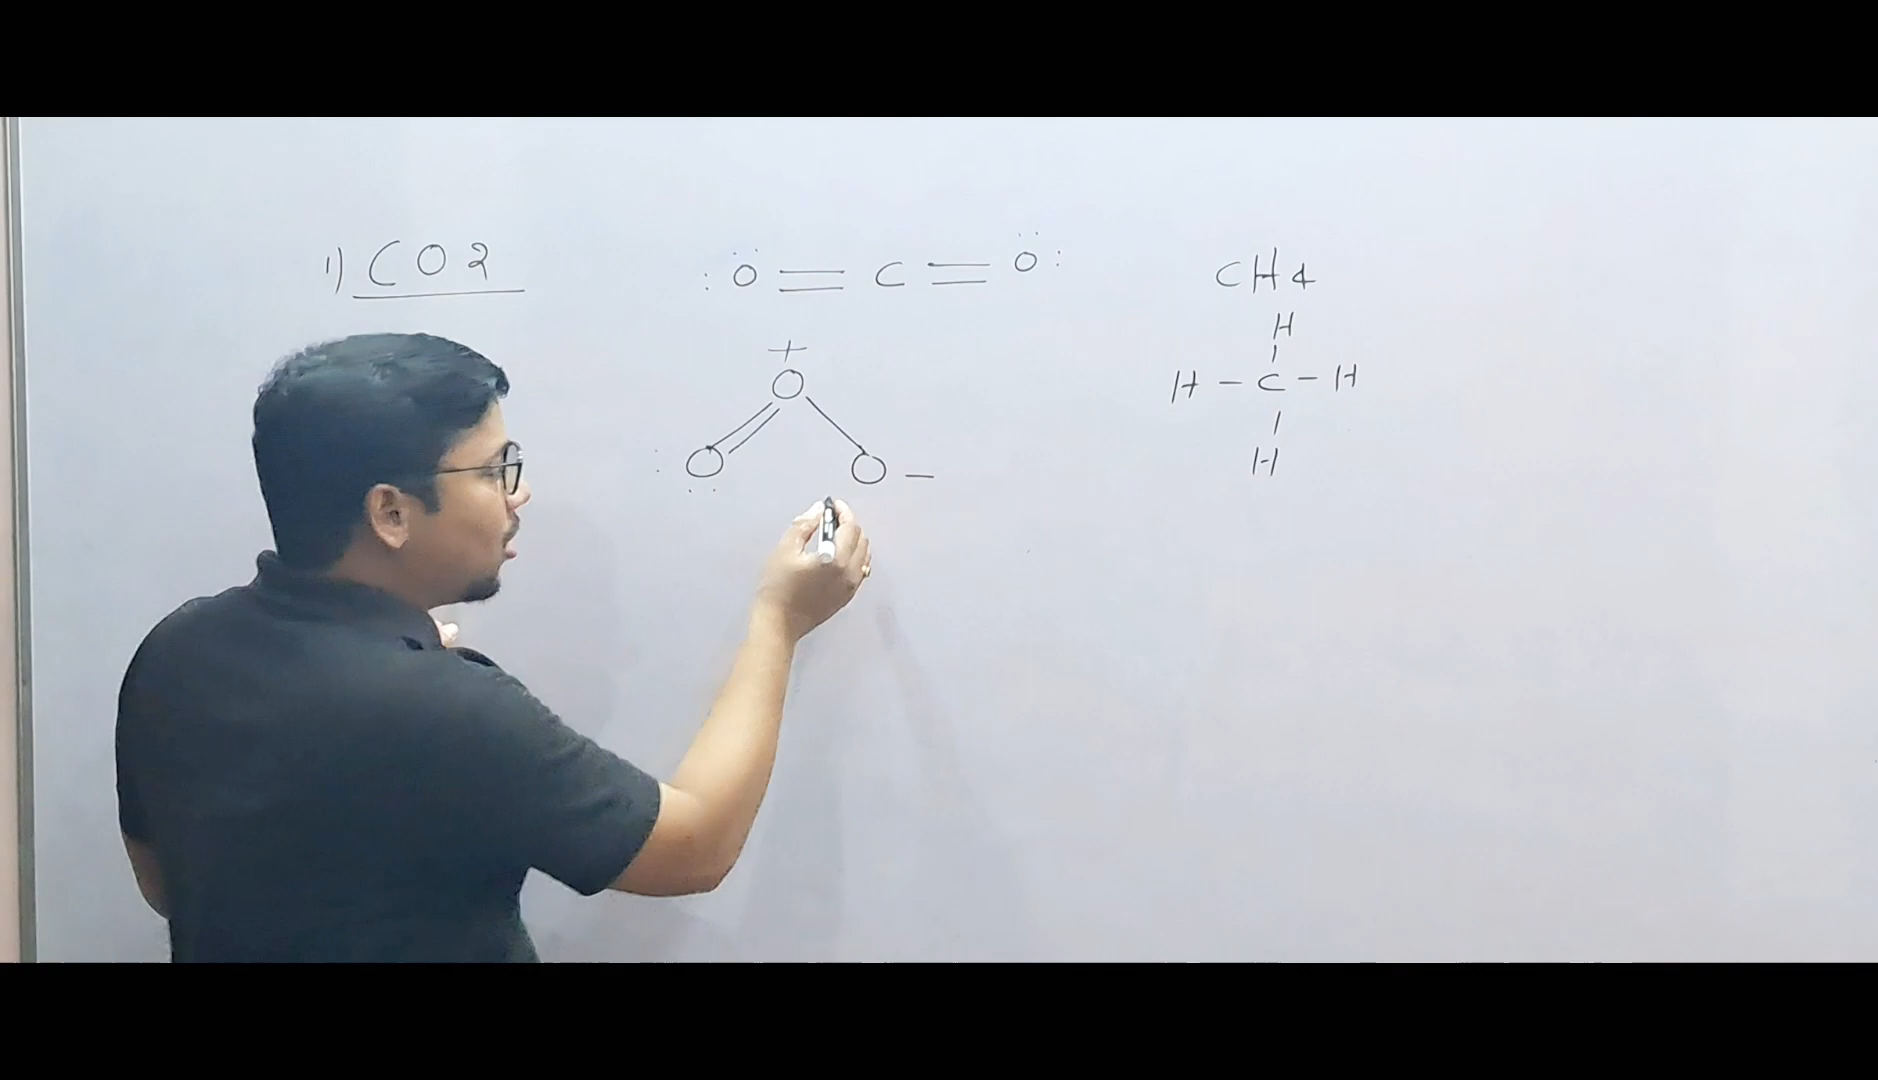 1) CO2
:Ö=C=Ö:
CH4
+
O
O O –
H
H – C – H
H